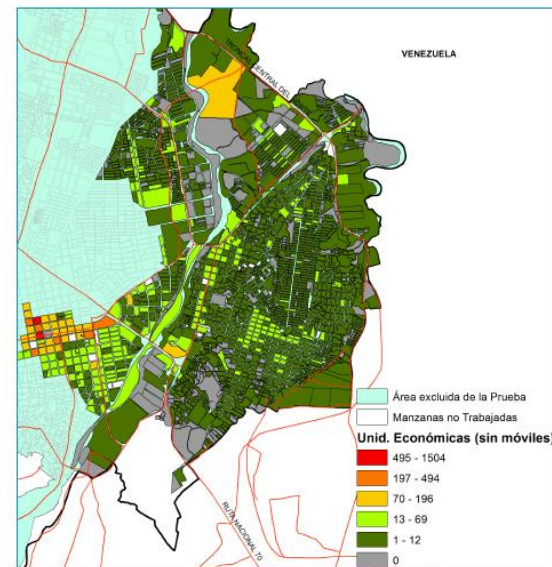 VENEZUELA
TRONCAL CENTRAL DEL
Área excluida de la Prueba
Manzanas no Trabajadas
Unid. Económicas (sin móviles)
495 - 1504
197 - 494
70 - 196
13 - 69
1 - 12
0
RUTA NACIONAL 70